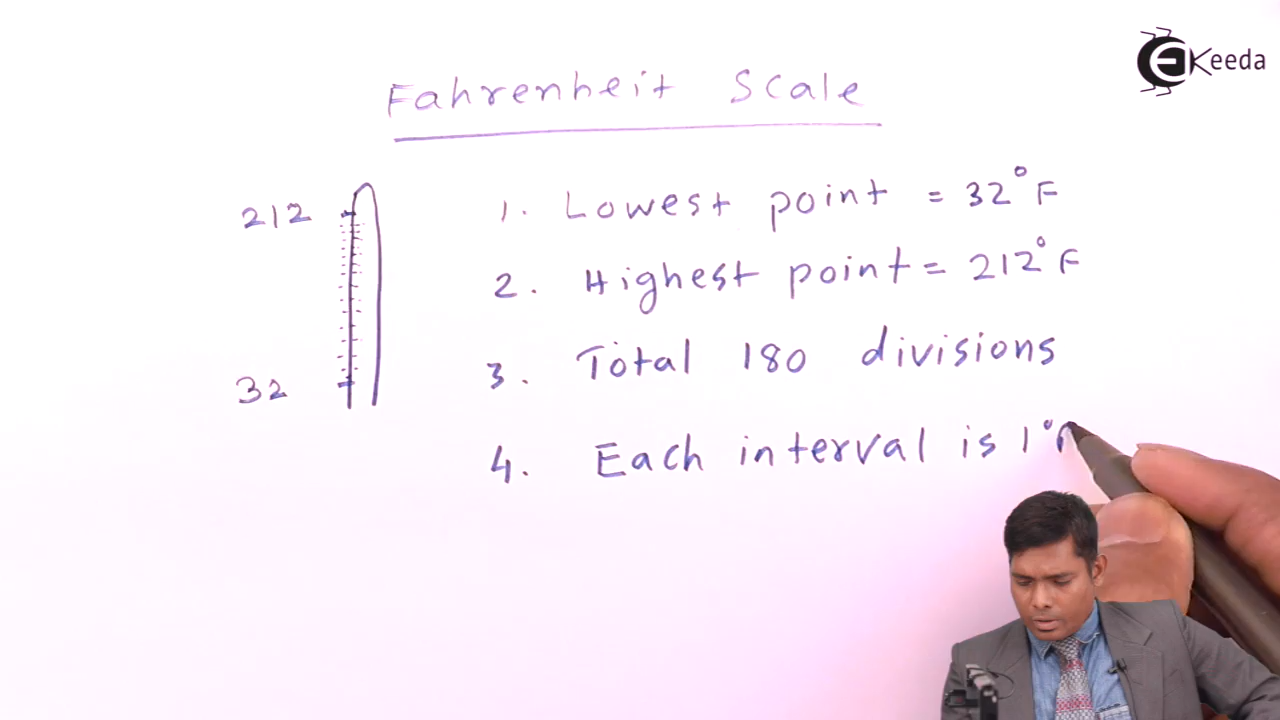 Keeda
Fahrenheit Scale
212
32
1. Lowest point = 32°F
2. Highest point = 212°F
3. Total 180 divisions
4. Each interval is 1°